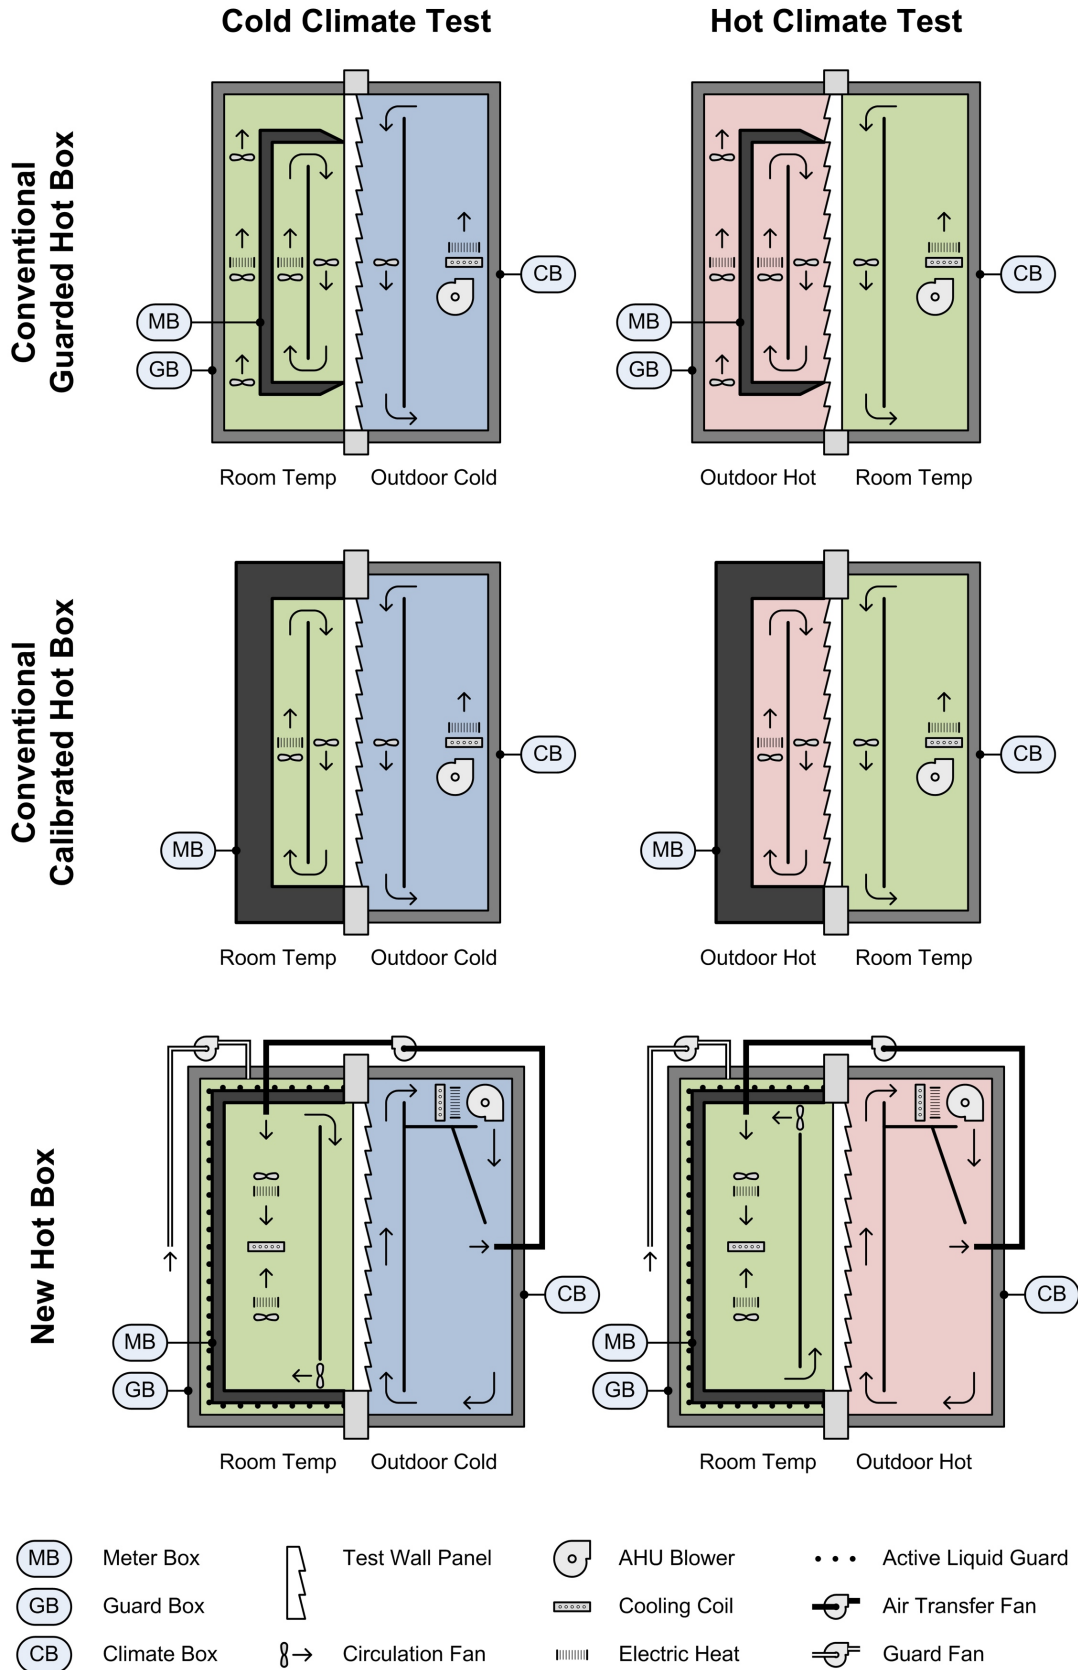 Cold Climate Test
Hot Climate Test
Conventional
Guarded Hot Box
MB
GB
CB
MB
GB
CB
Room Temp
Outdoor Cold
Outdoor Hot
Room Temp
Conventional
Calibrated Hot Box
MB
CB
MB
CB
Room Temp
Outdoor Cold
Outdoor Hot
Room Temp
New Hot Box
MB
GB
CB
MB
GB
CB
Room Temp
Outdoor Cold
Room Temp
Outdoor Hot
MB Meter Box
Test Wall Panel
AHU Blower
Active Liquid Guard
GB Guard Box
Cooling Coil
Air Transfer Fan
CB Climate Box
Circulation Fan
Electric Heat
Guard Fan